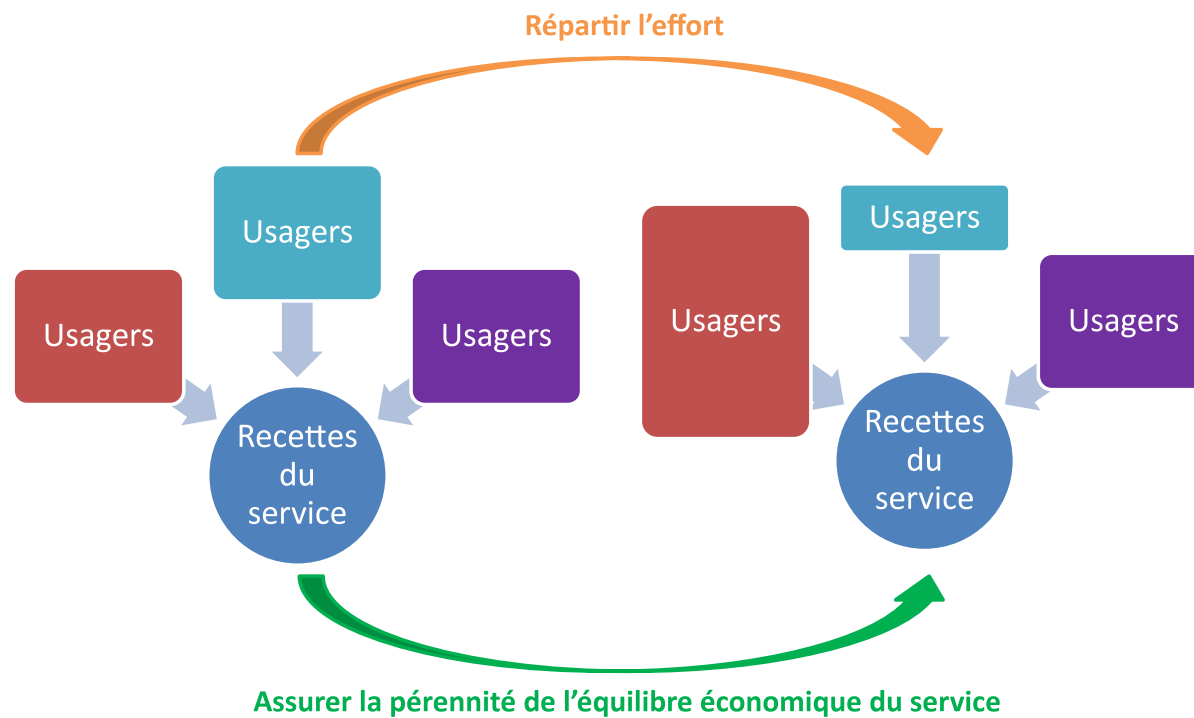 Répartir l’effort
Usagers
Usagers
Usagers
Recettes
du
service
Usagers
Usagers
Usagers
Recettes
du
service
Assurer la pérennité de l’équilibre économique du service